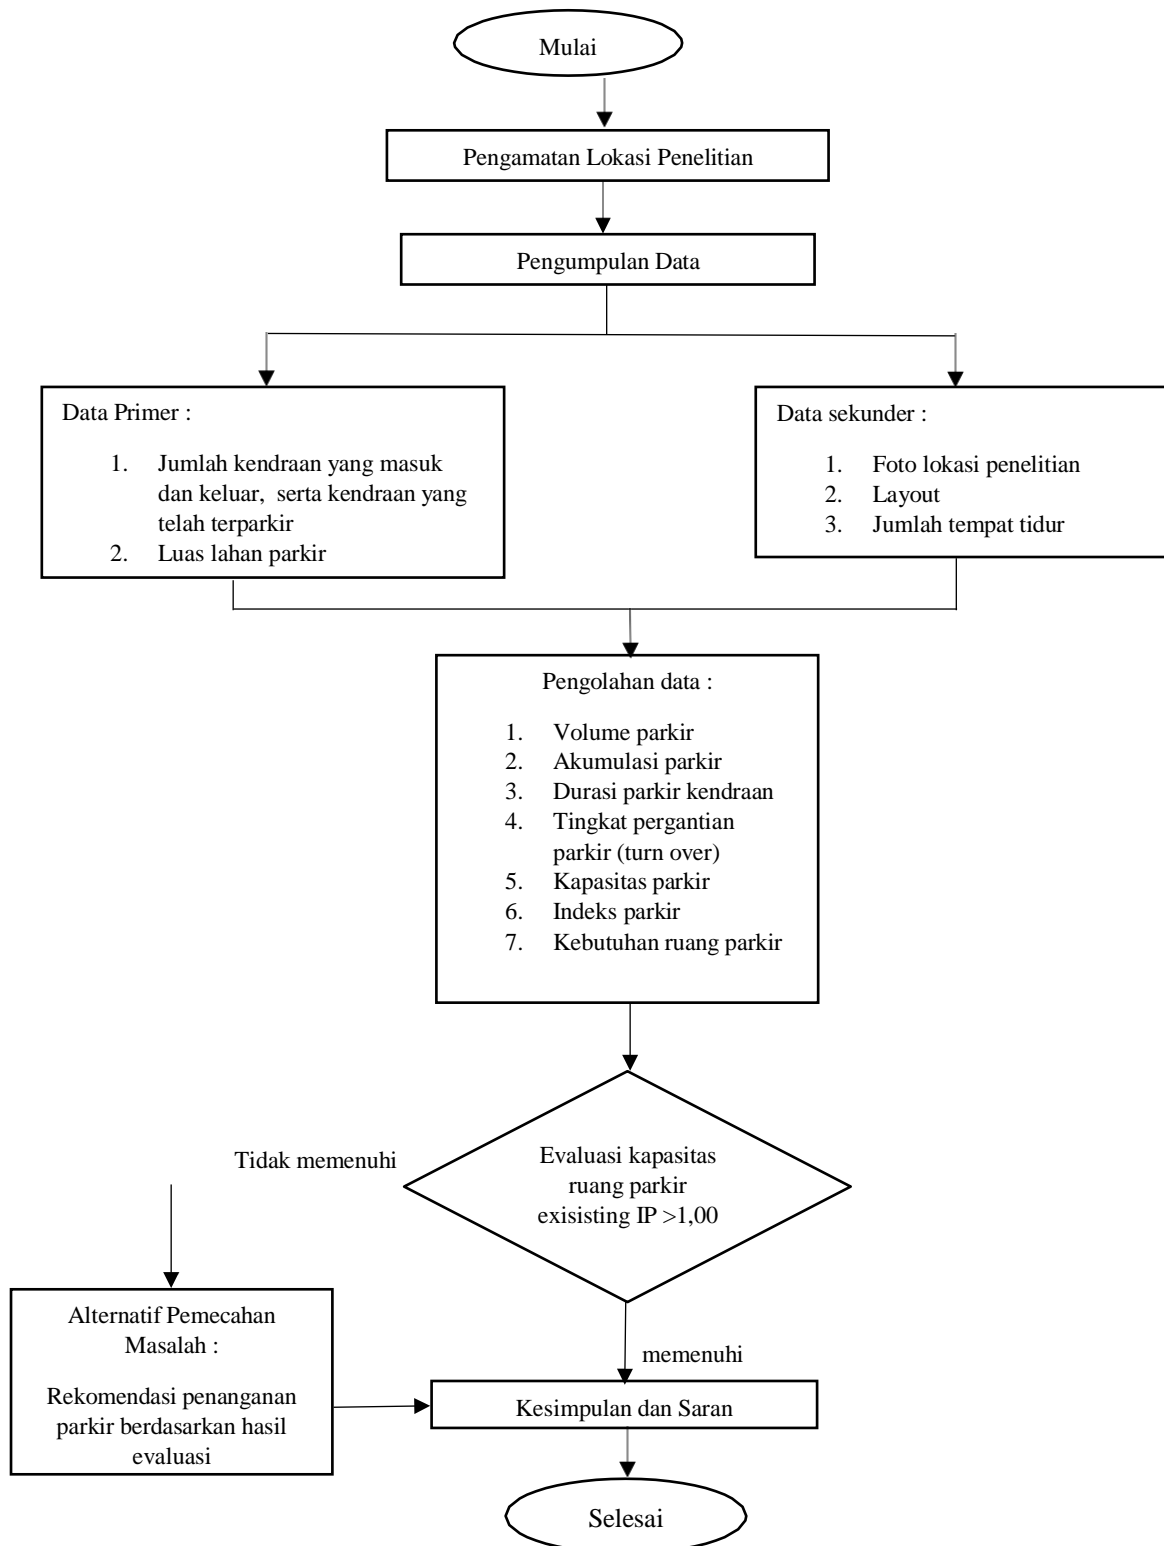 Mulai
Pengamatan Lokasi Penelitian
Pengumpulan Data
Data Primer :
1. Jumlah kendraan yang masuk
dan keluar, serta kendraan yang
telah terparkir
2. Luas lahan parkir
Data sekunder :
1. Foto lokasi penelitian
2. Layout
3. Jumlah tempat tidur
Pengolahan data :
1. Volume parkir
2. Akumulasi parkir
3. Durasi parkir kendraan
4. Tingkat pergantian
parkir (turn over)
5. Kapasitas parkir
6. Indeks parkir
7. Kebutuhan ruang parkir
Evaluasi kapasitas
ruang parkir
exisisting IP >1,00
Tidak memenuhi
Alternatif Pemecahan
Masalah :
Rekomendasi penanganan
parkir berdasarkan hasil
evaluasi
memenuhi
Kesimpulan dan Saran
Selesai